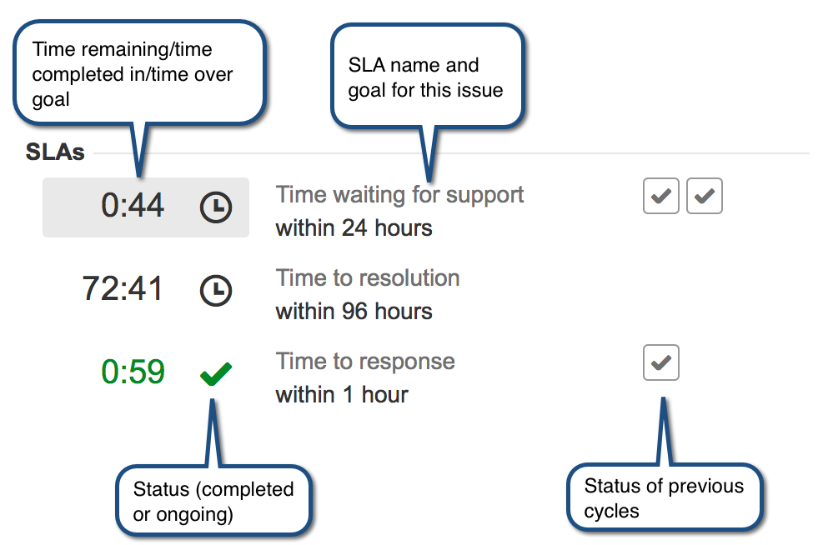 Time remaining/time
completed in/time over
goal
SLA name and
goal for this issue
SLAs
0:44
Time waiting for support
within 24 hours
72:41
Time to resolution
within 96 hours
0:59
Time to response
within 1 hour
Status (completed
or ongoing)
Status of previous
cycles